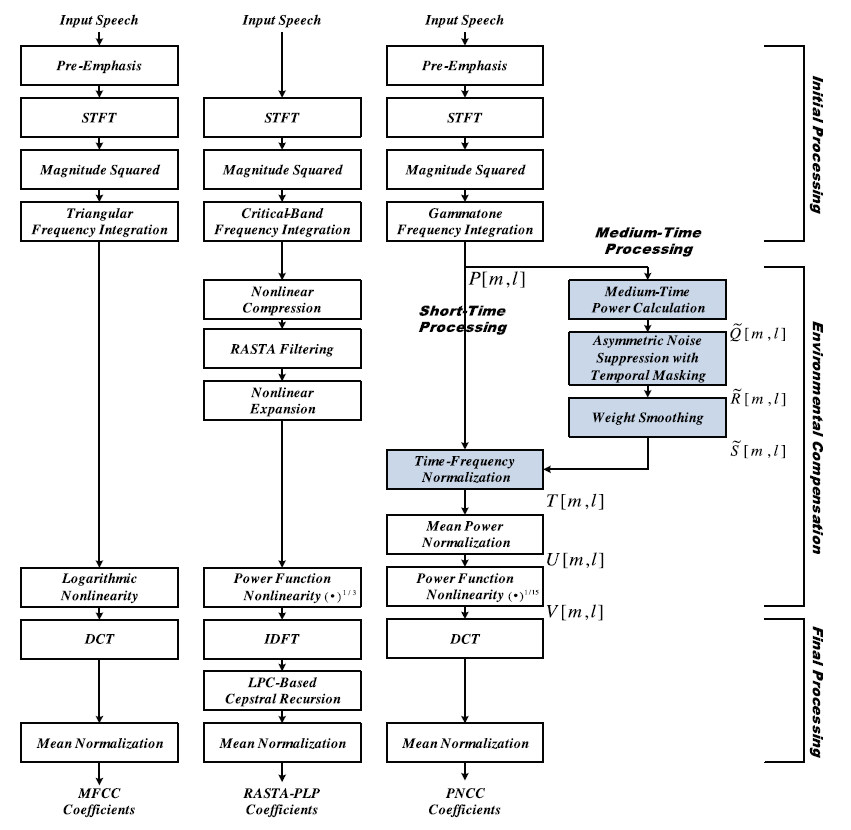 Input Speech
Pre-Emphasis
STFT
Magnitude Squared
Triangular
Frequency Integration
Logarithmic
Nonlinearity
DCT
Mean Normalization
MFCC
Coefficients
Input Speech
STFT
Magnitude Squared
Critical-Band
Frequency Integration
Nonlinear
Compression
RASTA Filtering
Nonlinear
Expansion
Power Function
Nonlinearity (•)^{1/3}
IDFT
LPC-Based
Cepstral Recursion
Mean Normalization
RASTA-PLP
Coefficients
Input Speech
Pre-Emphasis
STFT
Magnitude Squared
Gammatone
Frequency Integration
P[m,l]
Short-Time
Processing
Medium-Time
Processing
Medium-Time
Power Calculation
Q̃[m,l]
Asymmetric Noise
Suppression with
Temporal Masking
R̃[m,l]
Weight Smoothing
S̃[m,l]
Time-Frequency
Normalization
T[m,l]
Mean Power
Normalization
U[m,l]
Power Function
Nonlinearity (•)^{1/15}
V[m,l]
DCT
Mean Normalization
PNCC
Coefficients
Initial Processing
Environmental Compensation
Final Processing